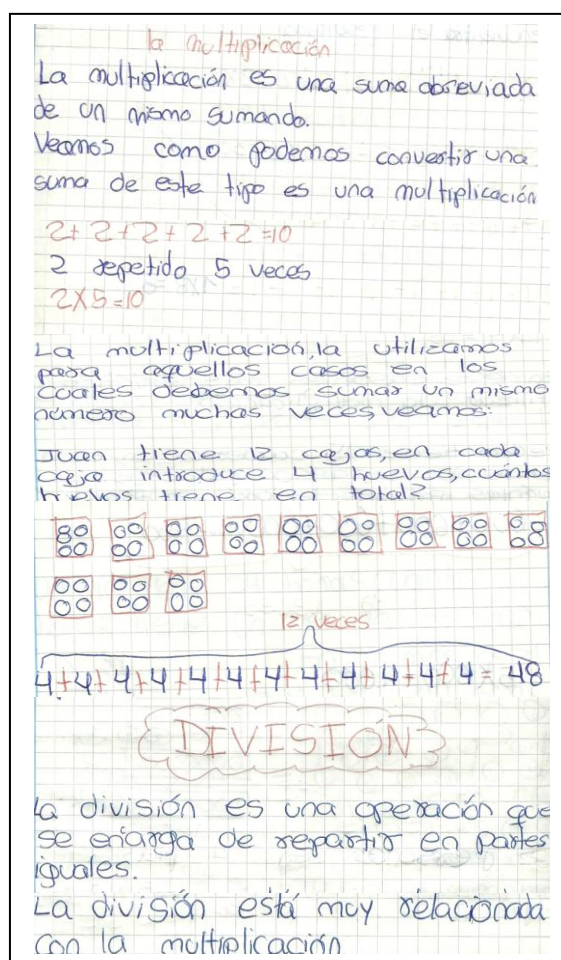 la multiplicación
La multiplicación es una suma abreviada
de un mismo sumando.
Veamos como podemos convertir una
suma de este tipo es una multiplicación
2+2+2+2+2=10
2 repetido 5 veces
2X5=10
La multiplicación, la utilizamos
para aquellos casos en los
cuales debemos sumar un mismo
número muchas veces, veamos:
Juan tiene 12 cajas, en cada
caja introduce 4 huevos, cuántos
huevos tiene en total?
12 veces
4+4+4+4+4+4+4+4+4+4+4+4=48
DIVISIÓN
la división es una operación que
se encarga de repartir en partes
iguales.
La división está muy relacionada
con la multiplicación